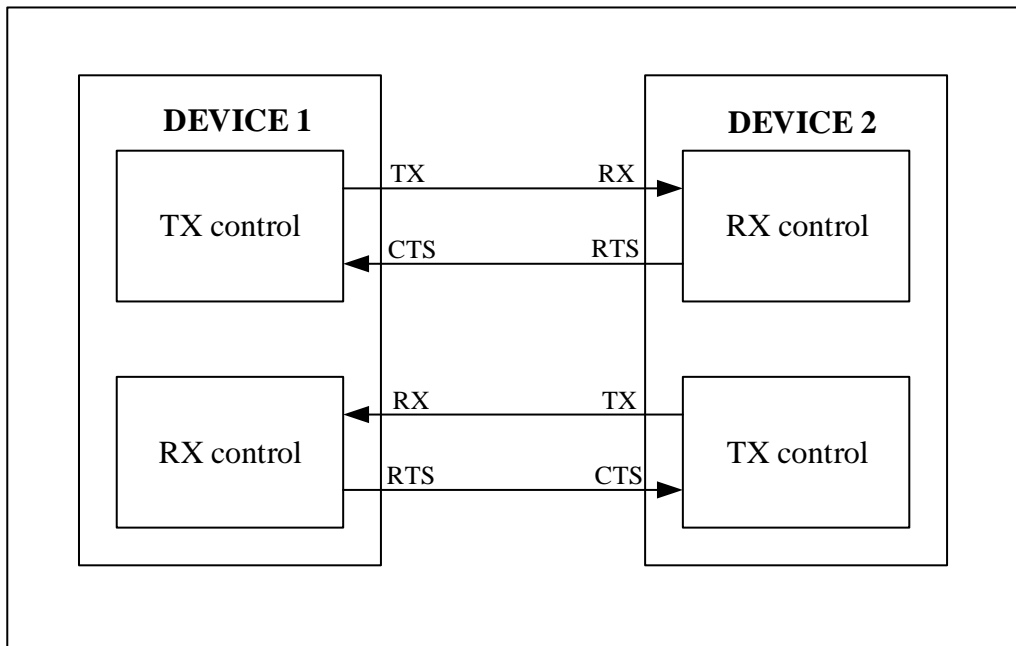 DEVICE 1
DEVICE 2
TX
RX
TX control
RX control
CTS
RTS
RX
TX
RX control
TX control
RTS
CTS